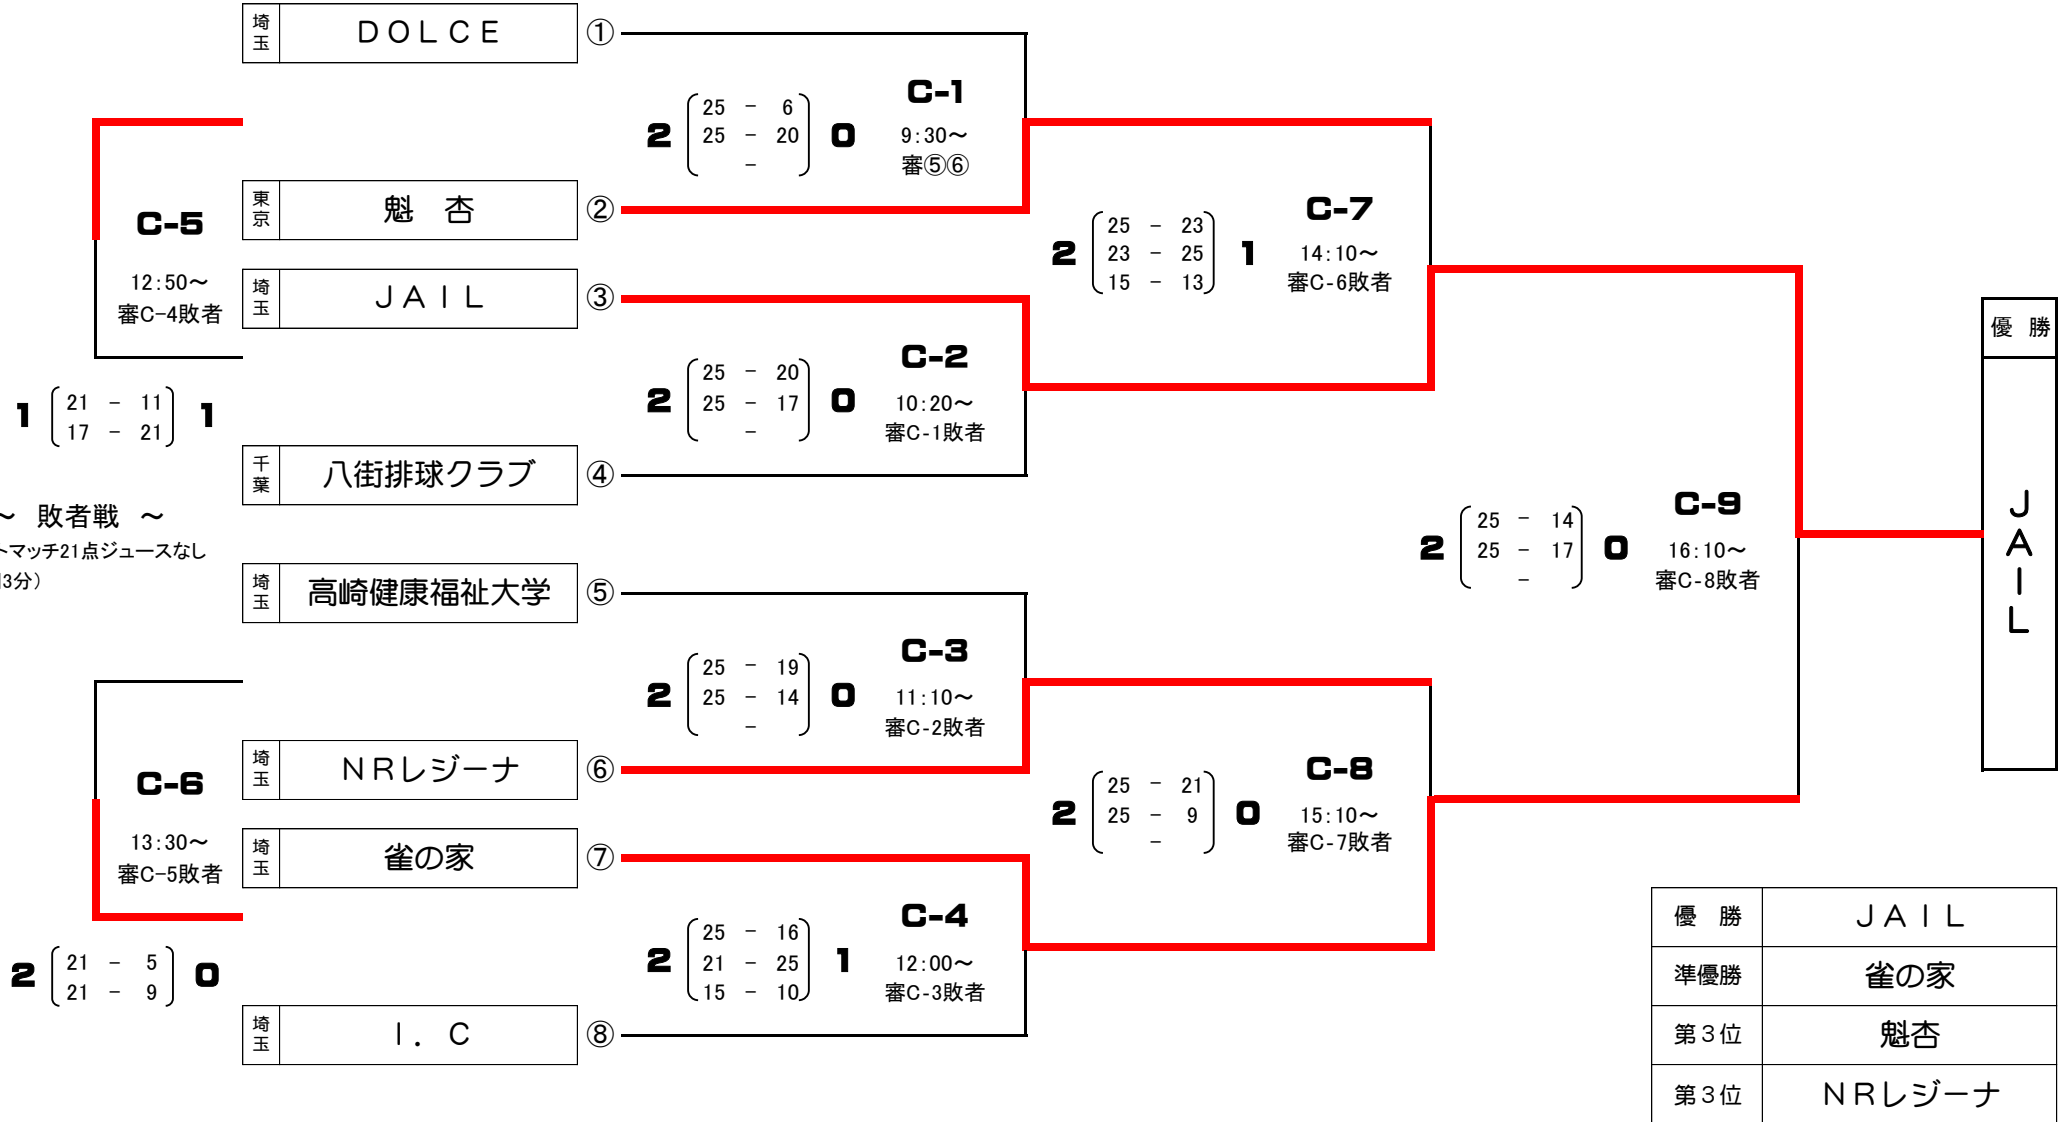 埼玉 ＤＯＬＣＥ ①
2 25 - 6 0
25 - 20
-
C-1
9:30～
審⑤⑥
東京 魁　杏 ②
C-5
12:50～
審C-4敗者
埼玉 ＪＡＩＬ ③
2 25 - 23 1
23 - 25
15 - 13
C-7
14:10～
審C-6敗者
2 25 - 20 0
25 - 17
-
C-2
10:20～
審C-1敗者
1 21 - 11 1
17 - 21
千葉 八街排球クラブ ④
～　敗者戦　～
トマッチ21点ジュースなし
3分）
2 25 - 14 0
25 - 17
-
C-9
16:10～
審C-8敗者
優　勝
ＪＡＩＬ
埼玉 高崎健康福祉大学 ⑤
2 25 - 19 0
25 - 14
-
C-3
11:10～
審C-2敗者
埼玉 ＮＲレジーナ ⑥
C-6
13:30～
審C-5敗者
埼玉 雀の家 ⑦
2 25 - 21 0
25 - 9
-
C-8
15:10～
審C-7敗者
2 25 - 16 1
21 - 25
15 - 10
C-4
12:00～
審C-3敗者
2 21 - 5 0
21 - 9
埼玉 Ｉ．Ｃ ⑧
優　勝 ＪＡＩＬ
準優勝 雀の家
第３位 魁杏
第３位 ＮＲレジーナ